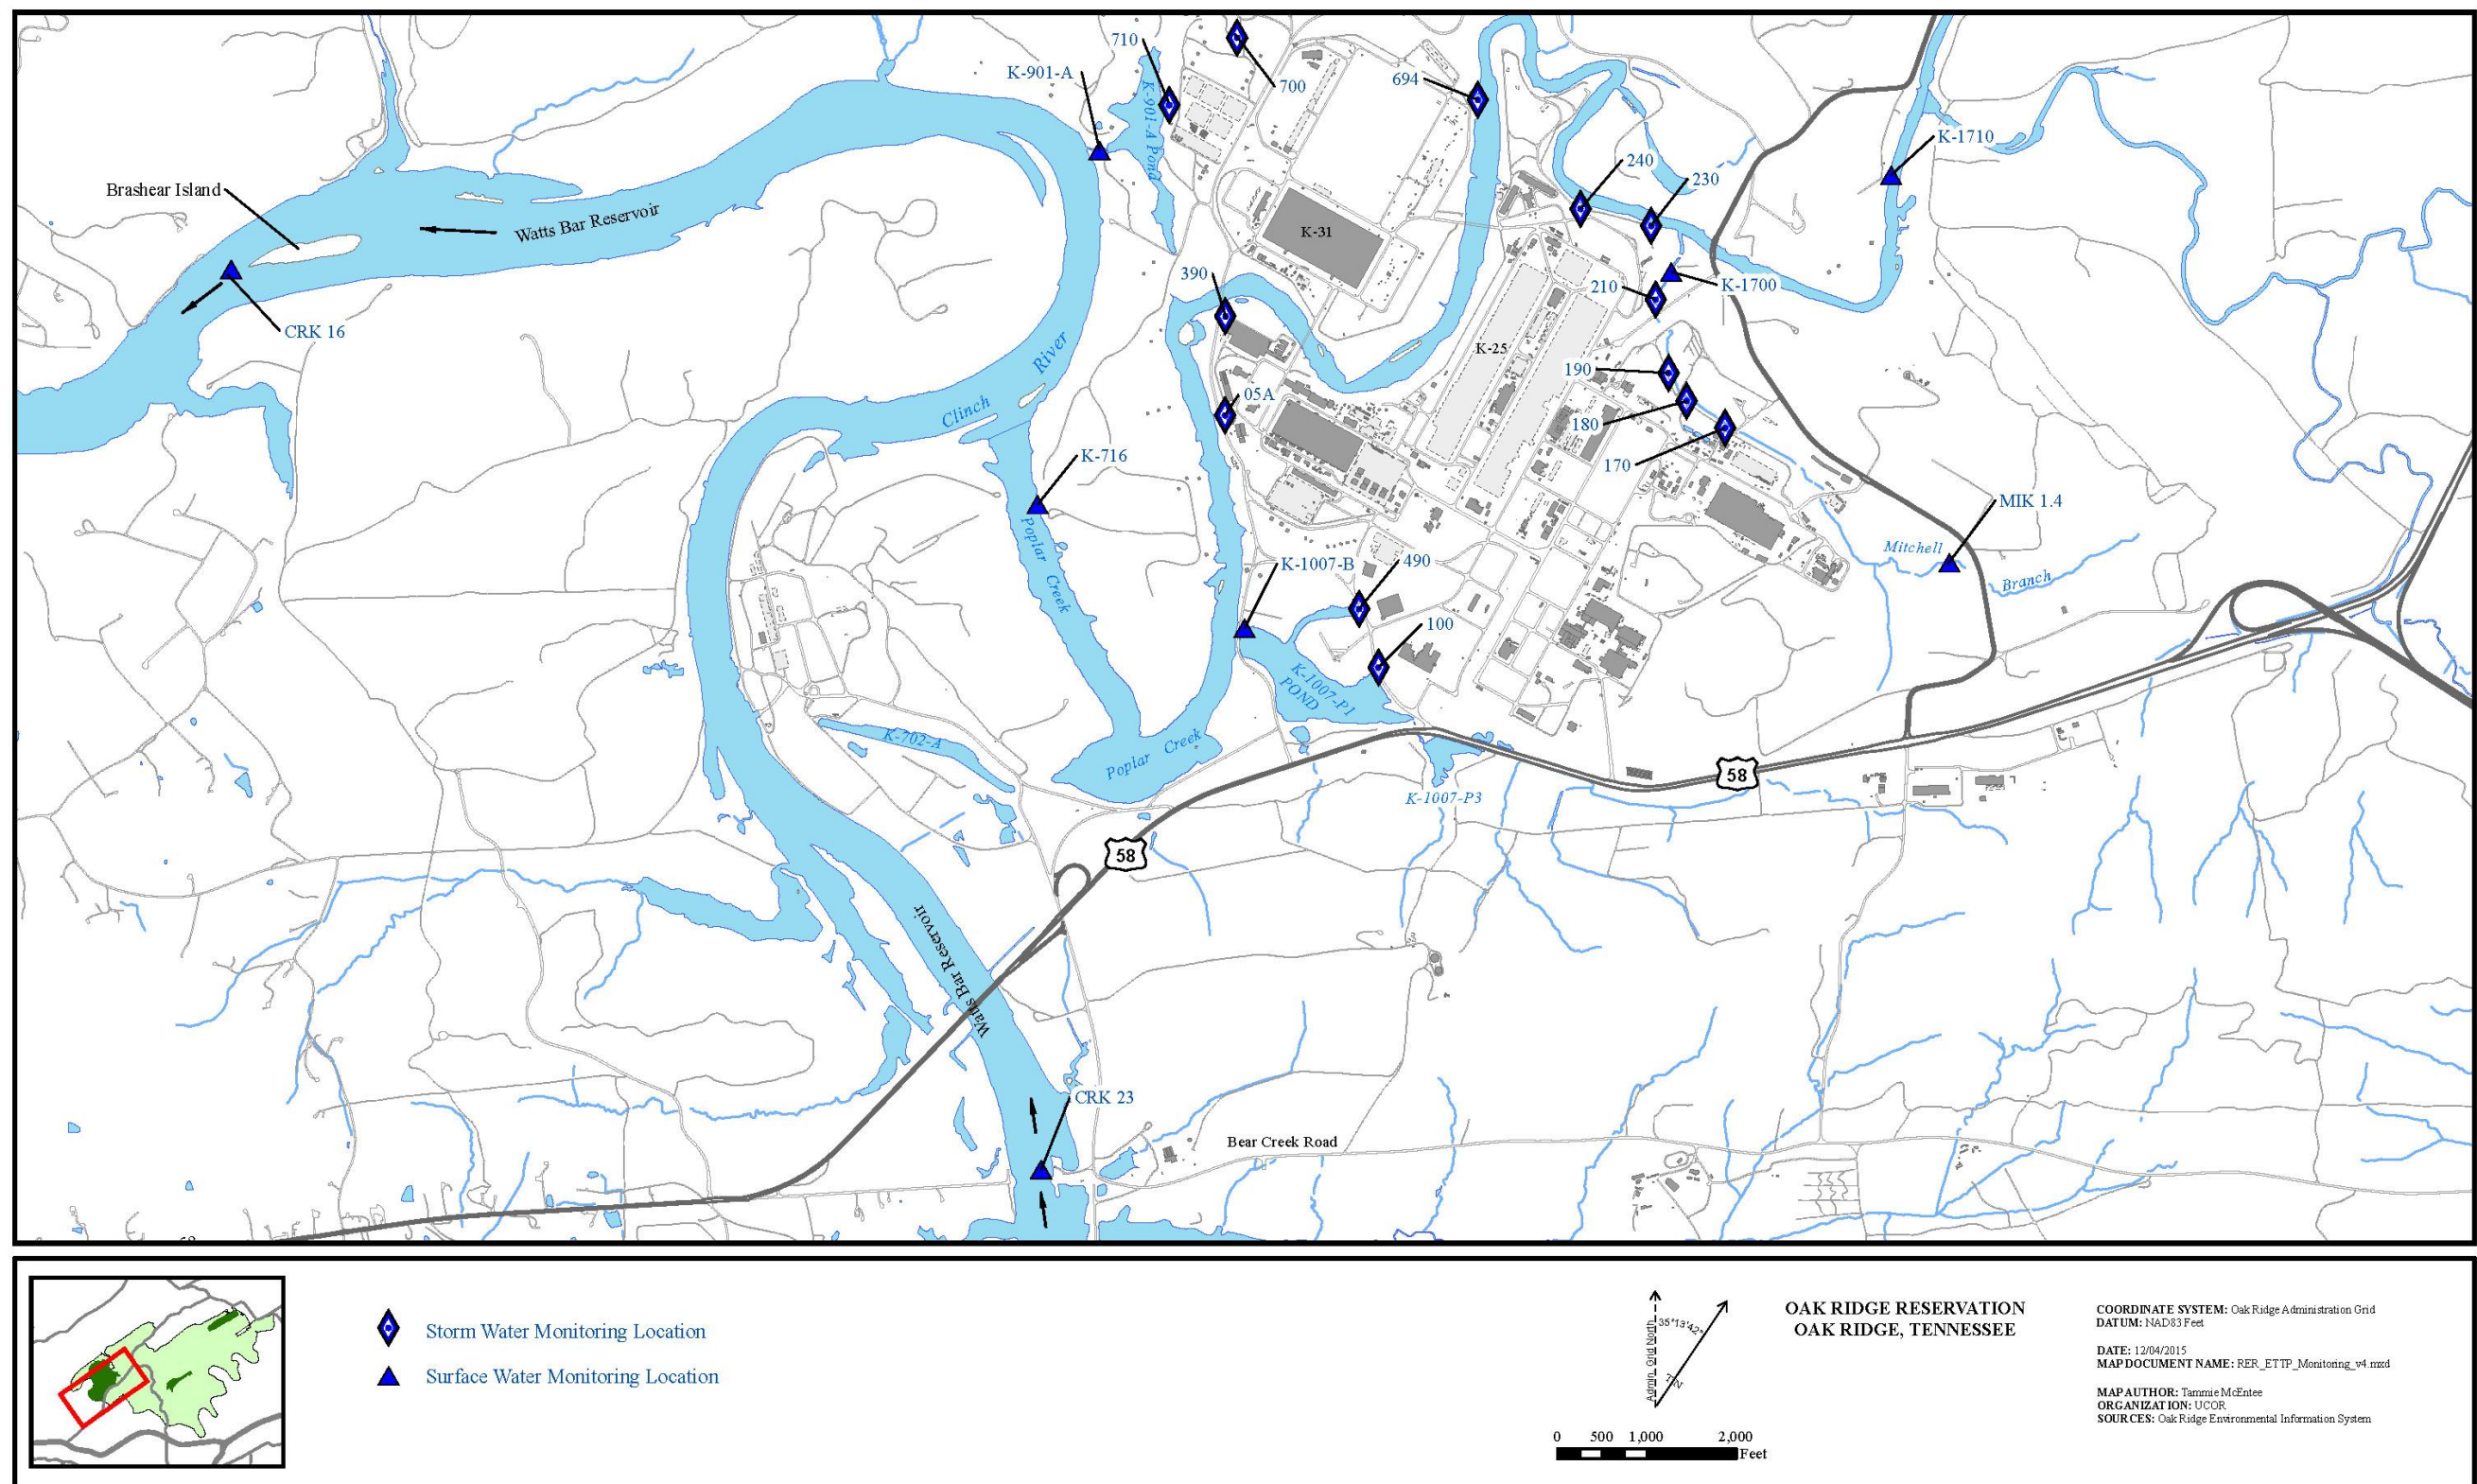 710
K-901-A
700
694
K-901-A Pond
K-1710
240
230
Brashear Island
Watts Bar Reservoir
K-31
390
210
K-1700
CRK 16
River
K-25
190
05A
Clinch
180
K-716
170
MIK 1.4
Poplar Creek
Mitchell
K-1007-B
490
Branch
100
K-1007-P1
POND
K-702-A
Poplar Creek
58
K-1007-P3
58
Watts Bar Reservoir
CRK 23
Bear Creek Road
Storm Water Monitoring Location
Surface Water Monitoring Location
Admin Grid North
35°13'42"
TN
0 500 1,000 2,000
Feet
OAK RIDGE RESERVATION
OAK RIDGE, TENNESSEE
COORDINATE SYSTEM: Oak Ridge Administration Grid
DATUM: NAD83 Feet
DATE: 12/04/2015
MAP DOCUMENT NAME: RER_ETTP_Monitoring_v4.mxd
MAP AUTHOR: Tammie McEntee
ORGANIZATION: UCOR
SOURCES: Oak Ridge Environmental Information System